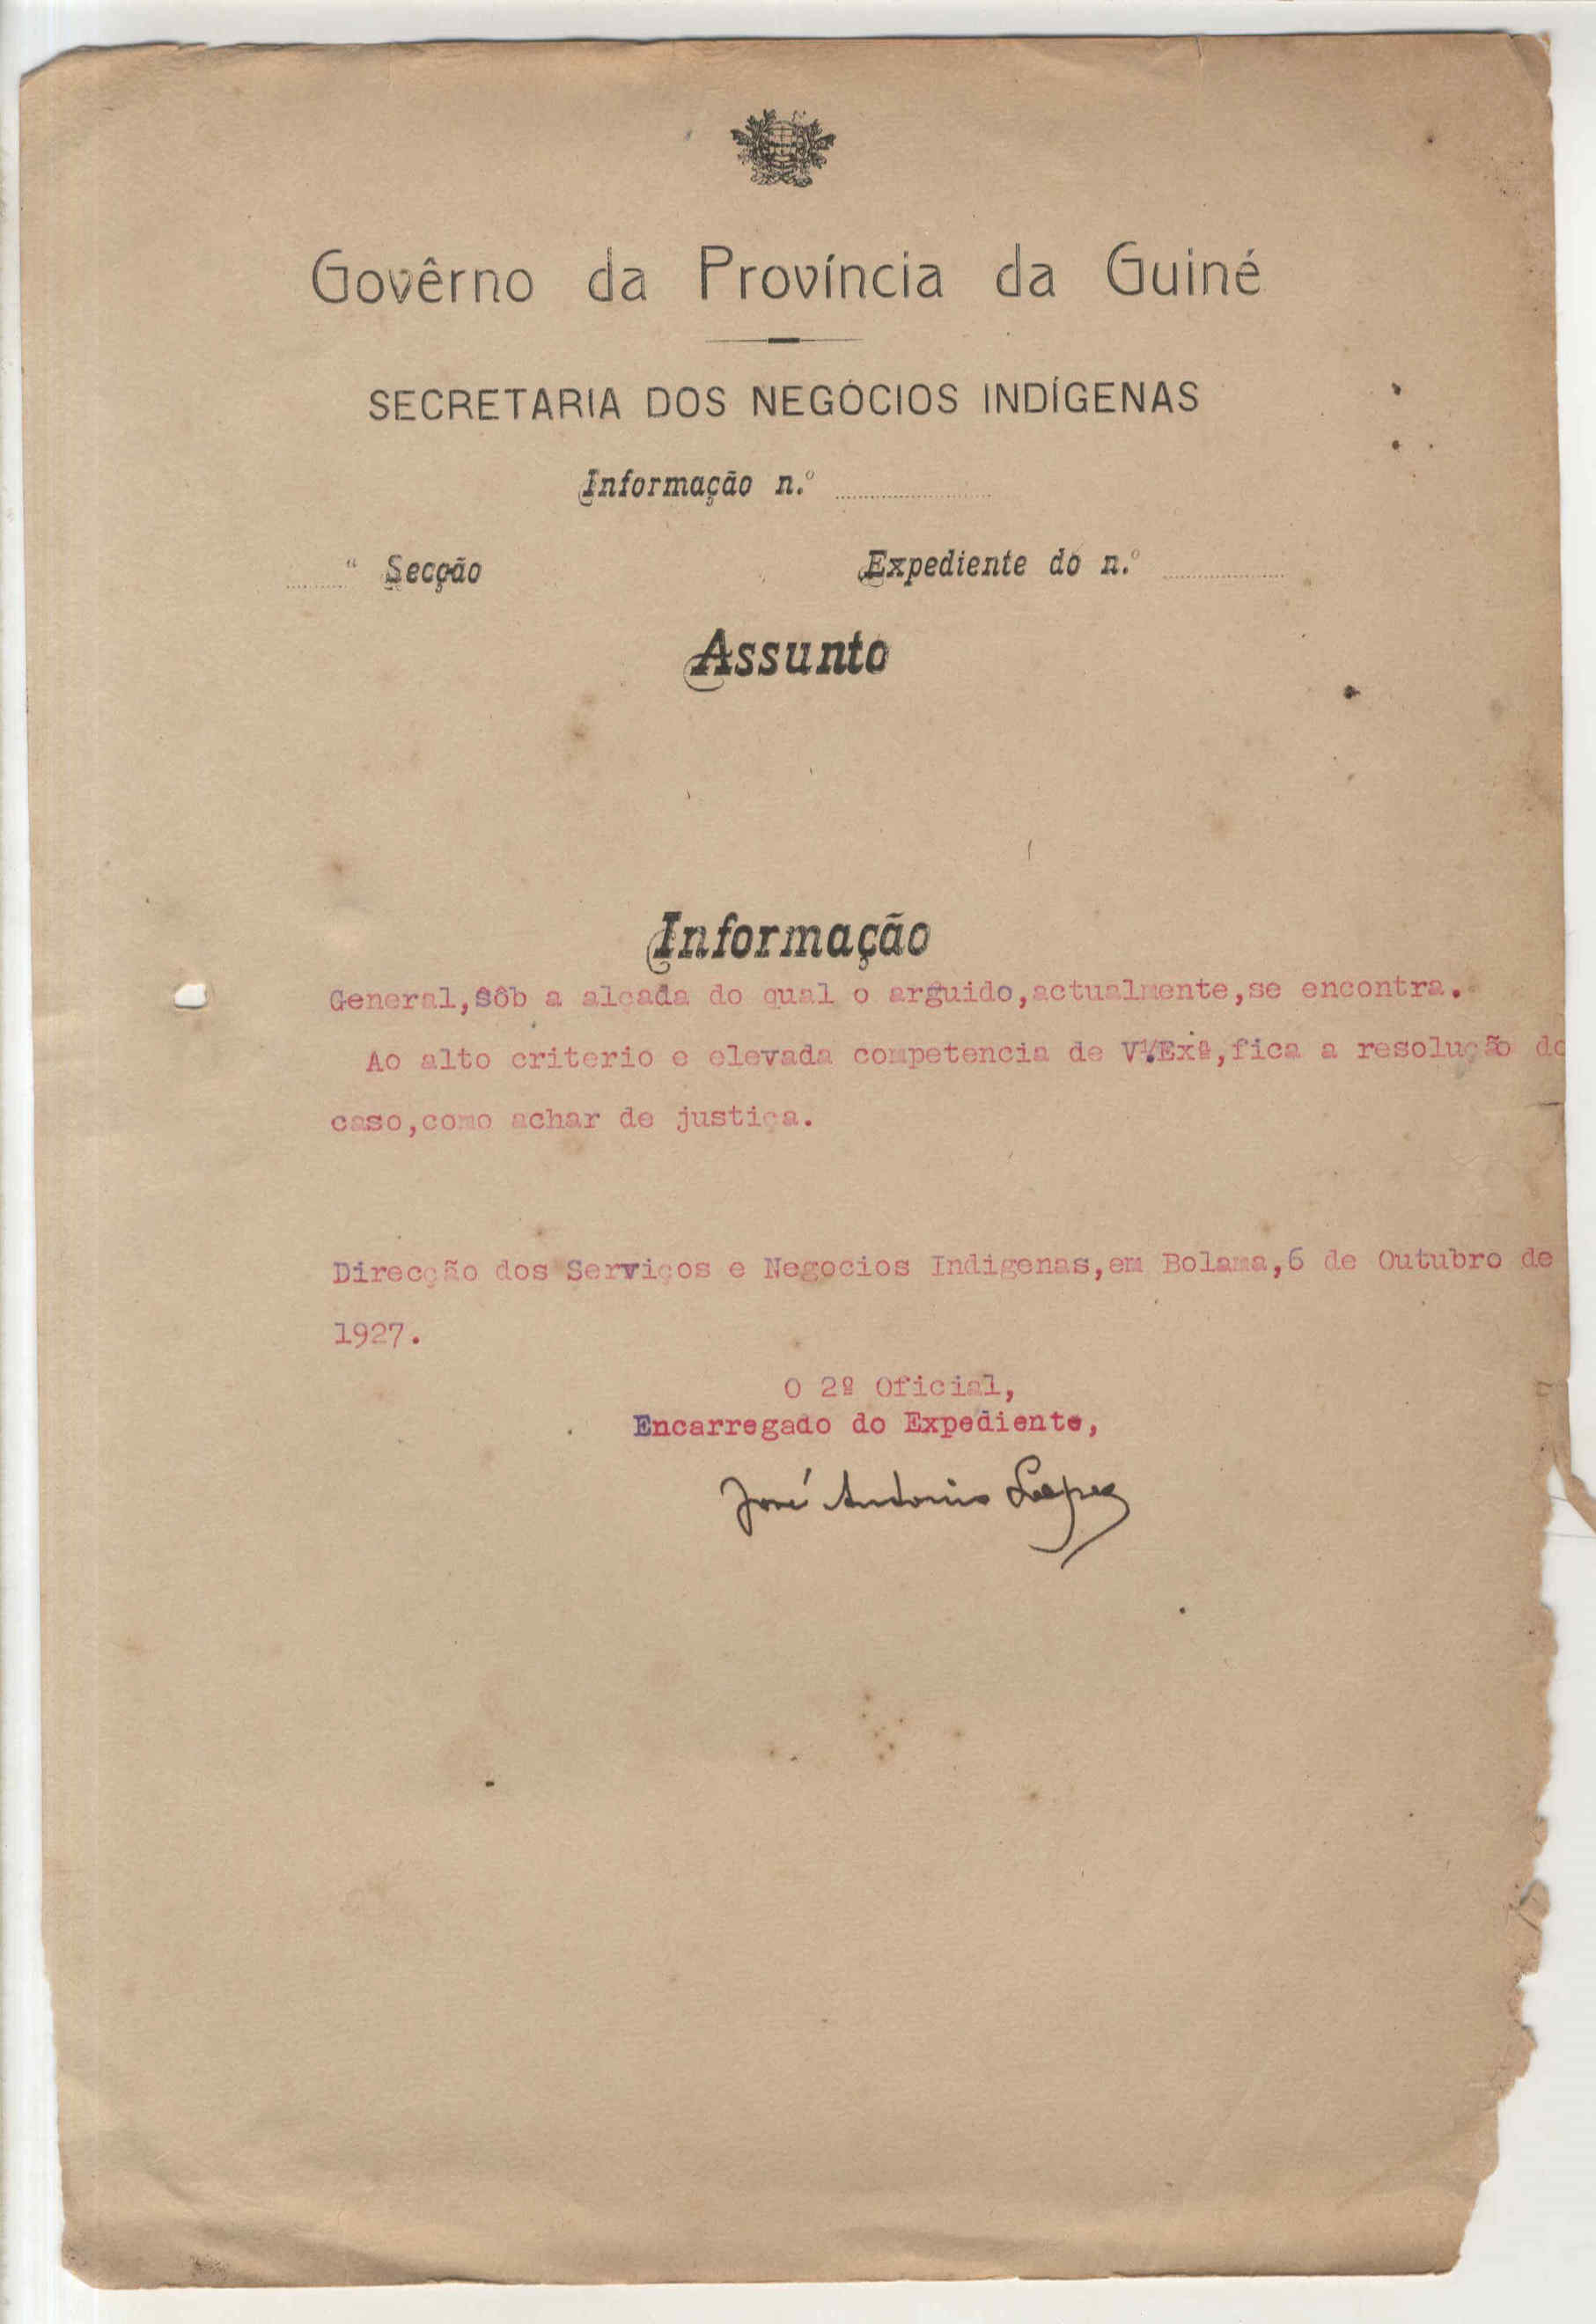 Govêrno da Província da Guiné
SECRETARIA DOS NEGÓCIOS INDÍGENAS
Informação n.º
ª Secção Expediente do n.º
Assunto
Informação
General,sôb a alçada do qual o arguido,actualmente,se encontra.
Ao alto criterio e elevada competencia de V.Exª,fica a resolução do
caso,como achar de justiça.
Direcção dos Serviços e Negocios Indigenas,em Bolama,6 de Outubro de
1927.
O 2º Oficial,
Encarregado do Expediente,
José Antonio Lopes